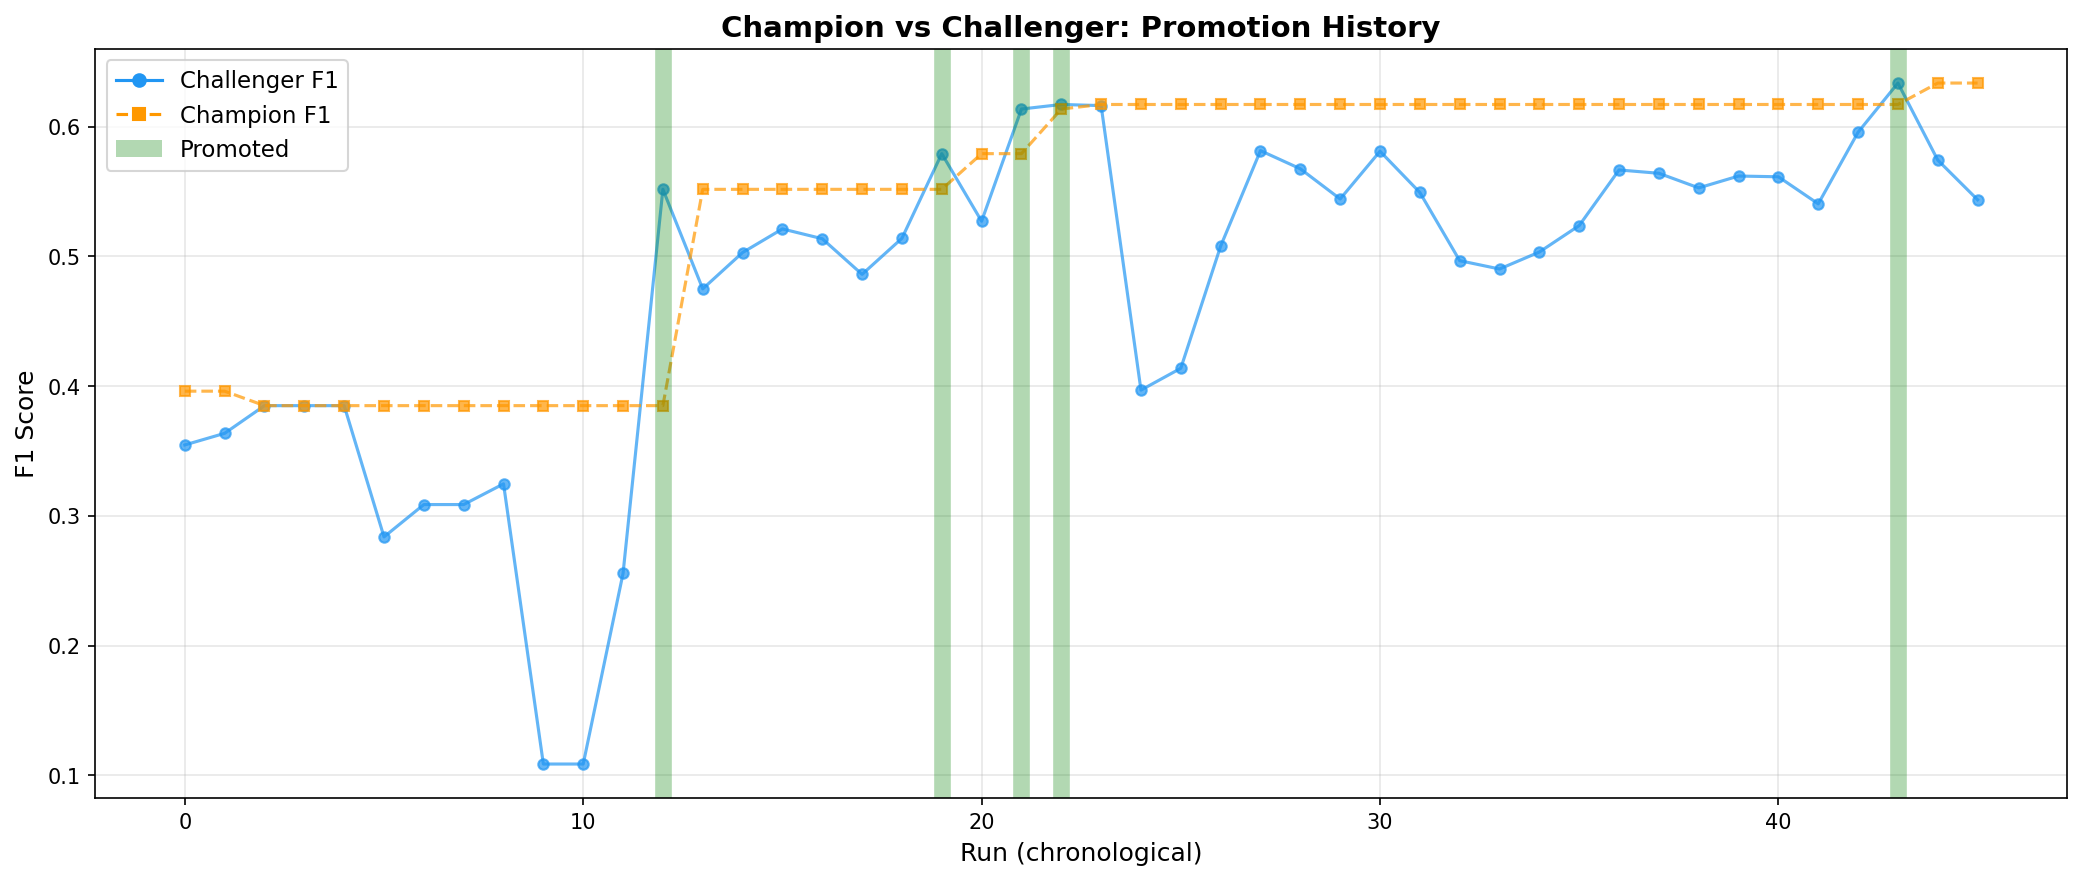 Champion vs Challenger: Promotion History
Challenger F1
Champion F1
Promoted
F1 Score
0.6
0.5
0.4
0.3
0.2
0.1
0 10 20 30 40
Run (chronological)